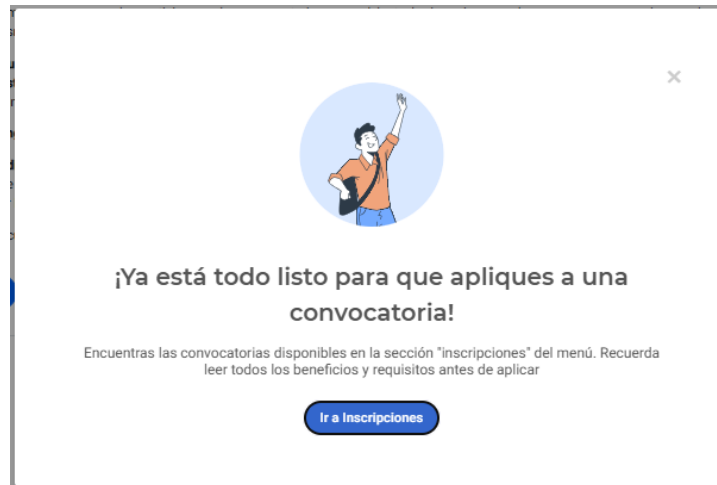 ¡Ya está todo listo para que apliques a una
convocatoria!
Encuentras las convocatorias disponibles en la sección "inscripciones" del menú. Recuerda
leer todos los beneficios y requisitos antes de aplicar
Ir a Inscripciones